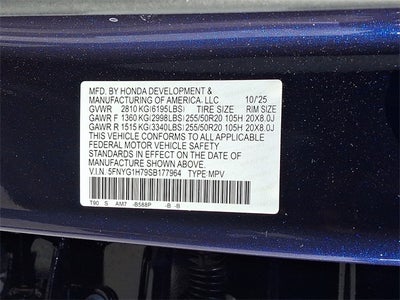 MFD. BY HONDA DEVELOPMENT &
MANUFACTURING OF AMERICA, LLC 10/25
GVWR 2810 KG(6195LBS) TIRE SIZE RIM SIZE
GAWR F 1360 KG(2998LBS) 255/50R20 105H 20X8.0J
GAWR R 1515 KG(3340LBS) 255/50R20 105H 20X8.0J
THIS VEHICLE CONFORMS TO ALL APPLICABLE
FEDERAL MOTOR VEHICLE SAFETY STANDARDS
IN EFFECT ON THE DATE OF
MANUFACTURE SHOWN ABOVE.
V.I.N. 5FNYG1H79SB177964 TYPE MPV
T90 S AM7 -B588P -B -B